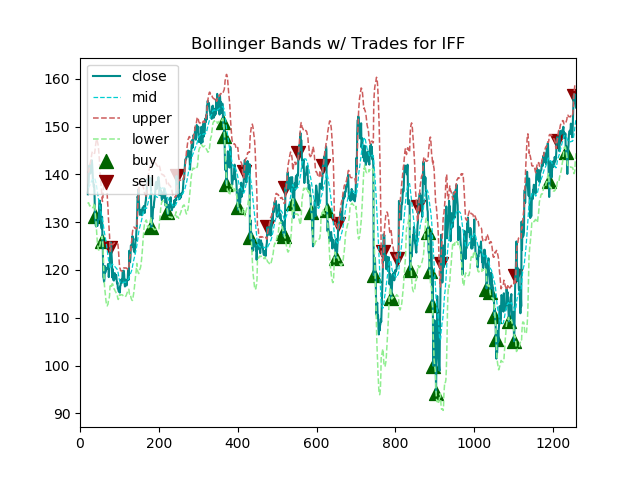 Bollinger Bands w/ Trades for IFF
160
150
140
130
120
110
100
90
close
mid
upper
lower
buy
sell
0 200 400 600 800 1000 1200